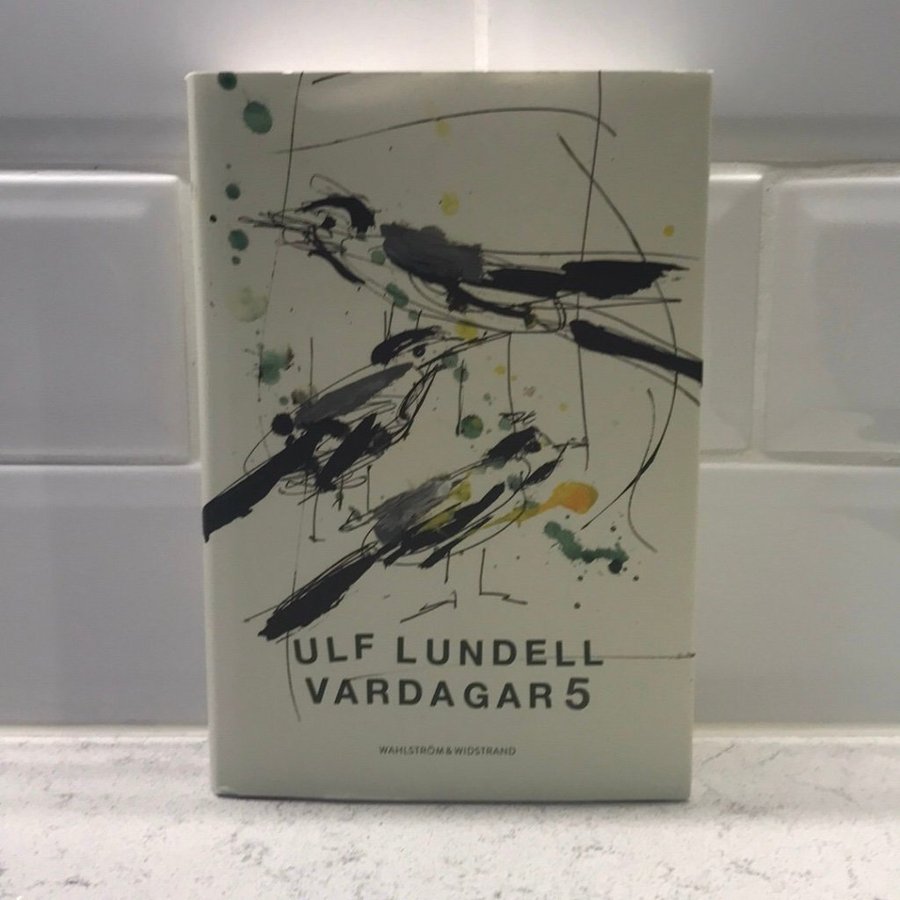 ULF LUNDELL
VARDAGAR 5
WAHLSTRÖM & WIDSTRAND